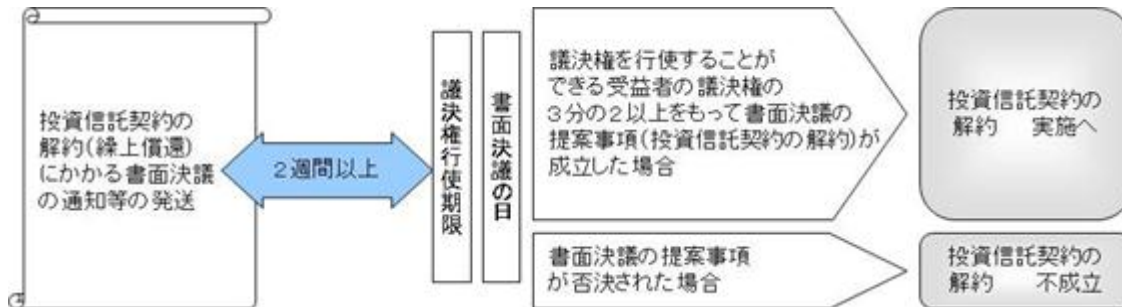 投資信託契約の
解約(繰上償還)
にかかる書面決議
の通知等の発送
2週間以上
議決権行使期限
書面決議の日
議決権を行使することが
できる受益者の議決権の
3分の2以上をもって書面決議の
提案事項(投資信託契約の解約)が
成立した場合
投資信託契約の
解約　実施へ
書面決議の提案事項
が否決された場合
投資信託契約の
解約　不成立